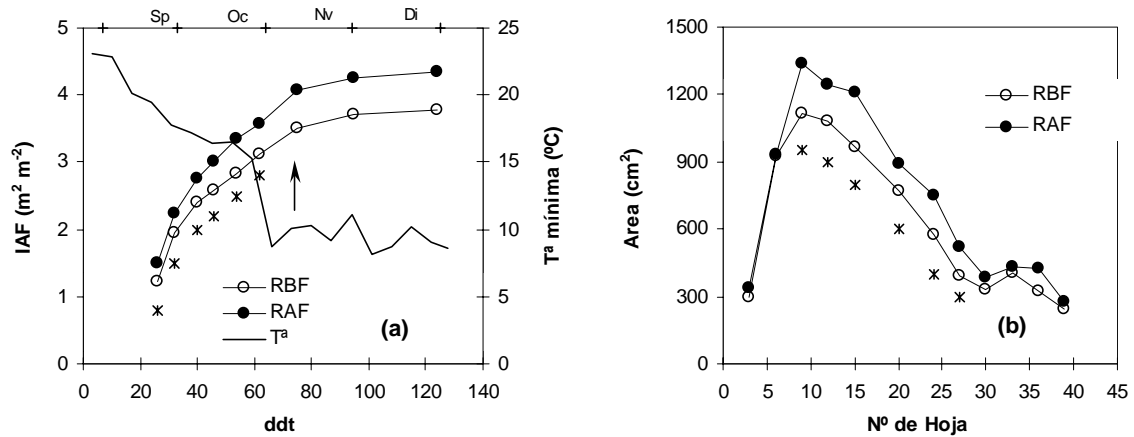 Sp Oc Nv Di
5
4
3
2
1
0
IAF (m² m⁻²)
25
20
15
10
5
0
Tª mínima (ºC)
RBF
RAF
Tª
(a)
0 20 40 60 80 100 120 140
ddt
1500
1200
900
600
300
0
Area (cm²)
RBF
RAF
(b)
0 5 10 15 20 25 30 35 40 45
Nº de Hoja